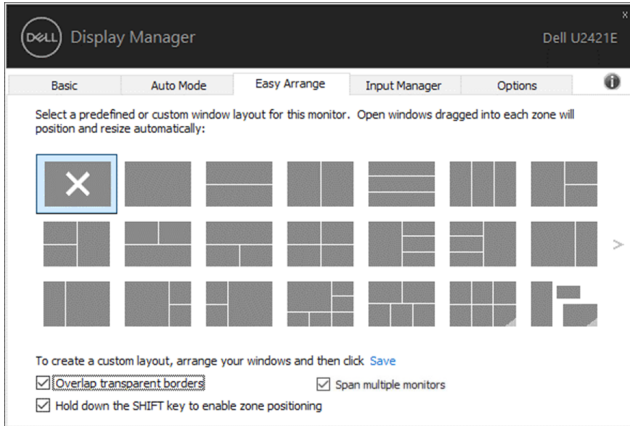 x
DELL Display Manager
Dell U2421E
Basic Auto Mode Easy Arrange Input Manager Options i
Select a predefined or custom window layout for this monitor. Open windows dragged into each zone will
position and resize automatically:
>
To create a custom layout, arrange your windows and then click Save
Overlap transparent borders Span multiple monitors
Hold down the SHIFT key to enable zone positioning